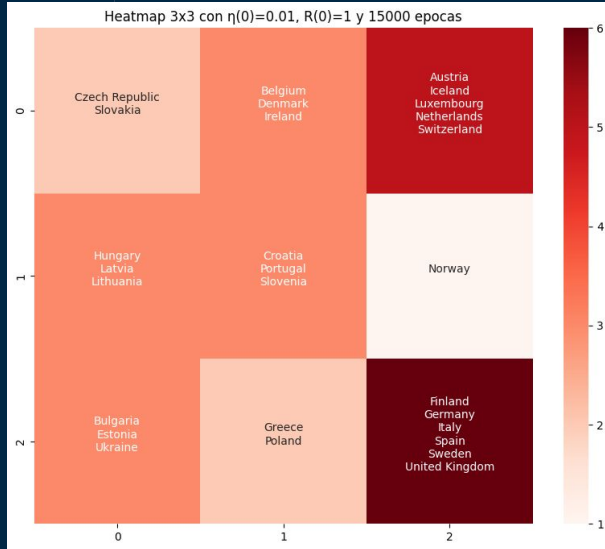 Heatmap 3x3 con η(0)=0.01, R(0)=1 y 15000 epocas
Czech Republic
Slovakia
Belgium
Denmark
Ireland
Austria
Iceland
Luxembourg
Netherlands
Switzerland
Hungary
Latvia
Lithuania
Croatia
Portugal
Slovenia
Norway
Bulgaria
Estonia
Ukraine
Greece
Poland
Finland
Germany
Italy
Spain
Sweden
United Kingdom
0
1
2
0
1
2
6
5
4
3
2
1